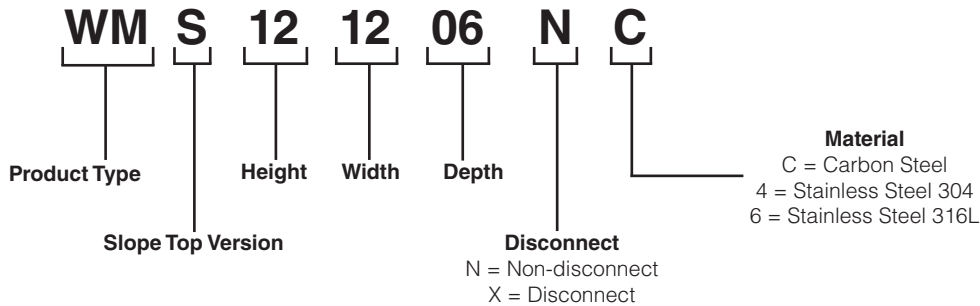 WM S 12 12 06 N C
Product Type
Slope Top Version
Height
Width
Depth
Disconnect
N = Non-disconnect
X = Disconnect
Material
C = Carbon Steel
4 = Stainless Steel 304
6 = Stainless Steel 316L